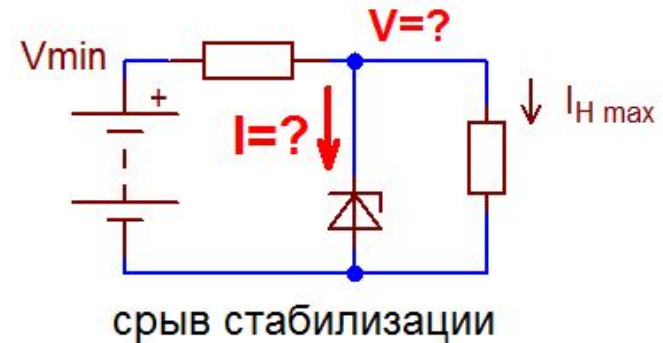 V=?
Vmin
+
I=?
I_H max
срыв стабилизации